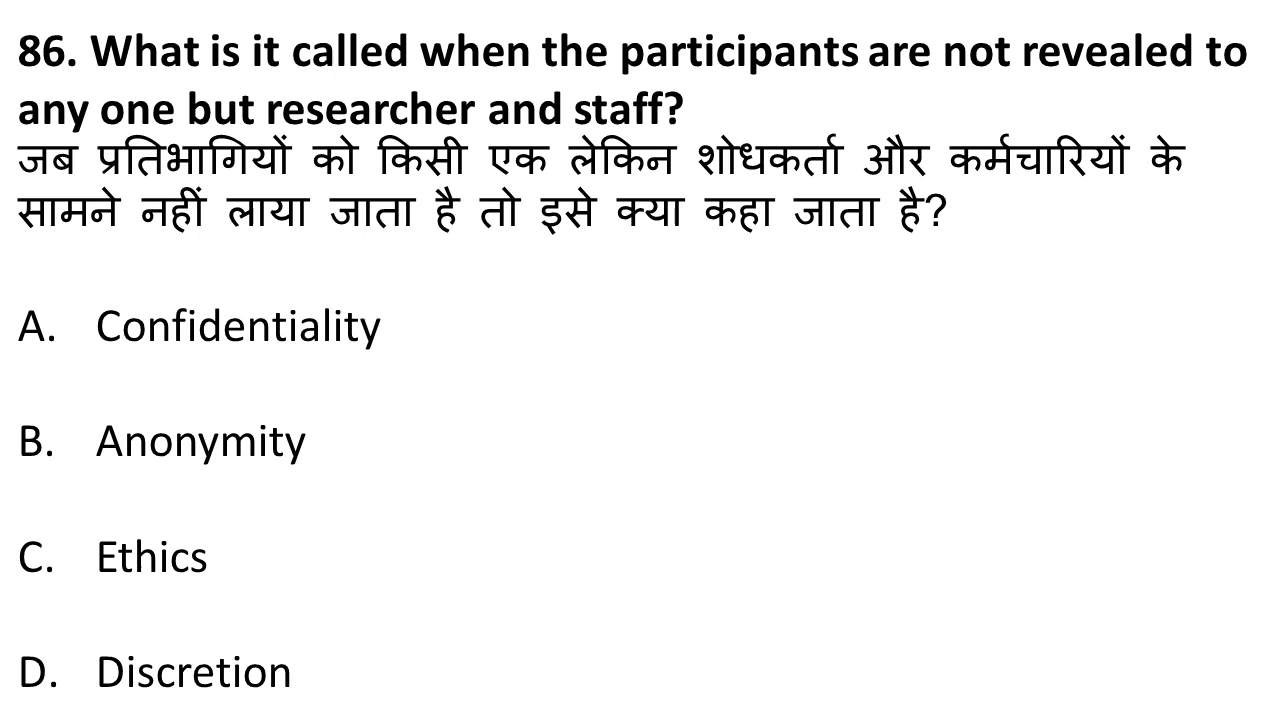 86. What is it called when the participants are not revealed to
any one but researcher and staff?
जब प्रतिभागियों को किसी एक लेकिन शोधकर्ता और कर्मचारियों के
सामने नहीं लाया जाता है तो इसे क्या कहा जाता है?
A. Confidentiality
B. Anonymity
C. Ethics
D. Discretion